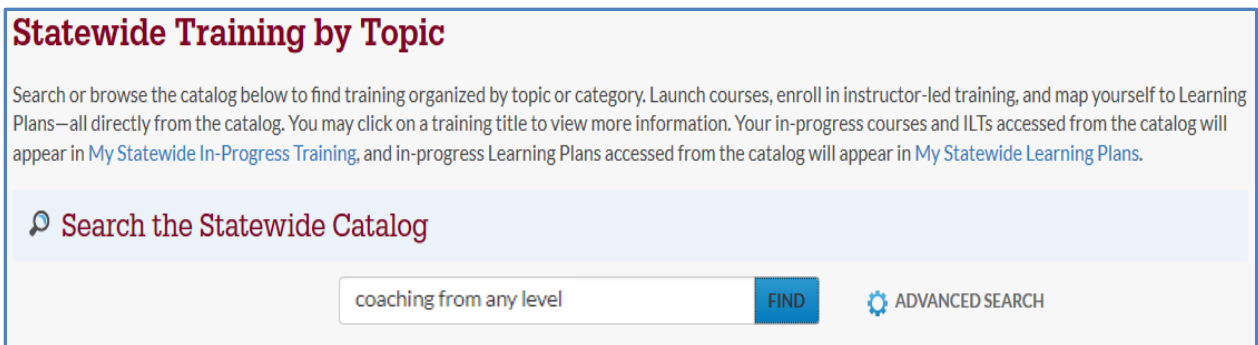 Statewide Training by Topic
Search or browse the catalog below to find training organized by topic or category. Launch courses, enroll in instructor-led training, and map yourself to Learning
Plans—all directly from the catalog. You may click on a training title to view more information. Your in-progress courses and ILTs accessed from the catalog will
appear in My Statewide In-Progress Training, and in-progress Learning Plans accessed from the catalog will appear in My Statewide Learning Plans.
Search the Statewide Catalog
coaching from any level FIND ADVANCED SEARCH